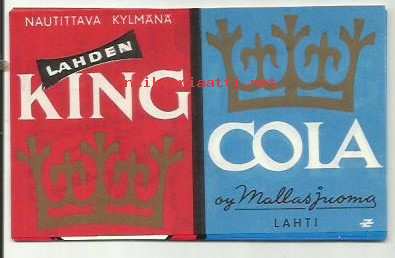 NAUTITTAVA KYLMÄNÄ
LAHDEN
KING
COLA
oy Mallasjuoma
LAHTI